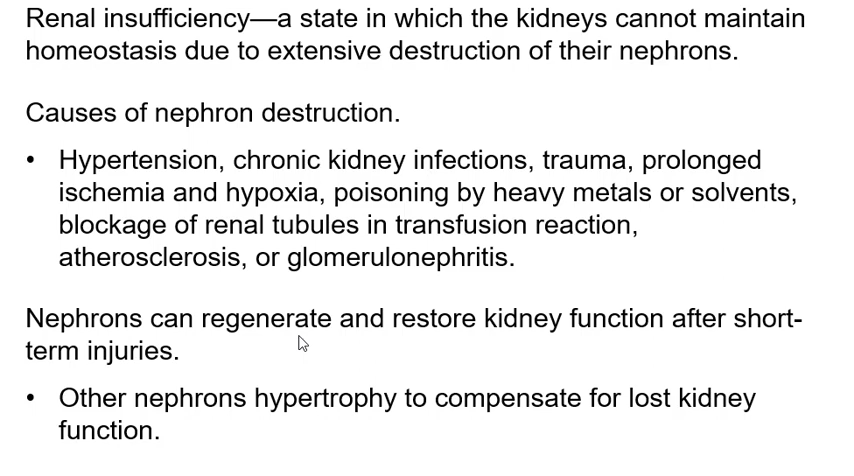 Renal insufficiency—a state in which the kidneys cannot maintain
homeostasis due to extensive destruction of their nephrons.
Causes of nephron destruction.
• Hypertension, chronic kidney infections, trauma, prolonged
ischemia and hypoxia, poisoning by heavy metals or solvents,
blockage of renal tubules in transfusion reaction,
atherosclerosis, or glomerulonephritis.
Nephrons can regenerate and restore kidney function after short-
term injuries.
• Other nephrons hypertrophy to compensate for lost kidney
function.